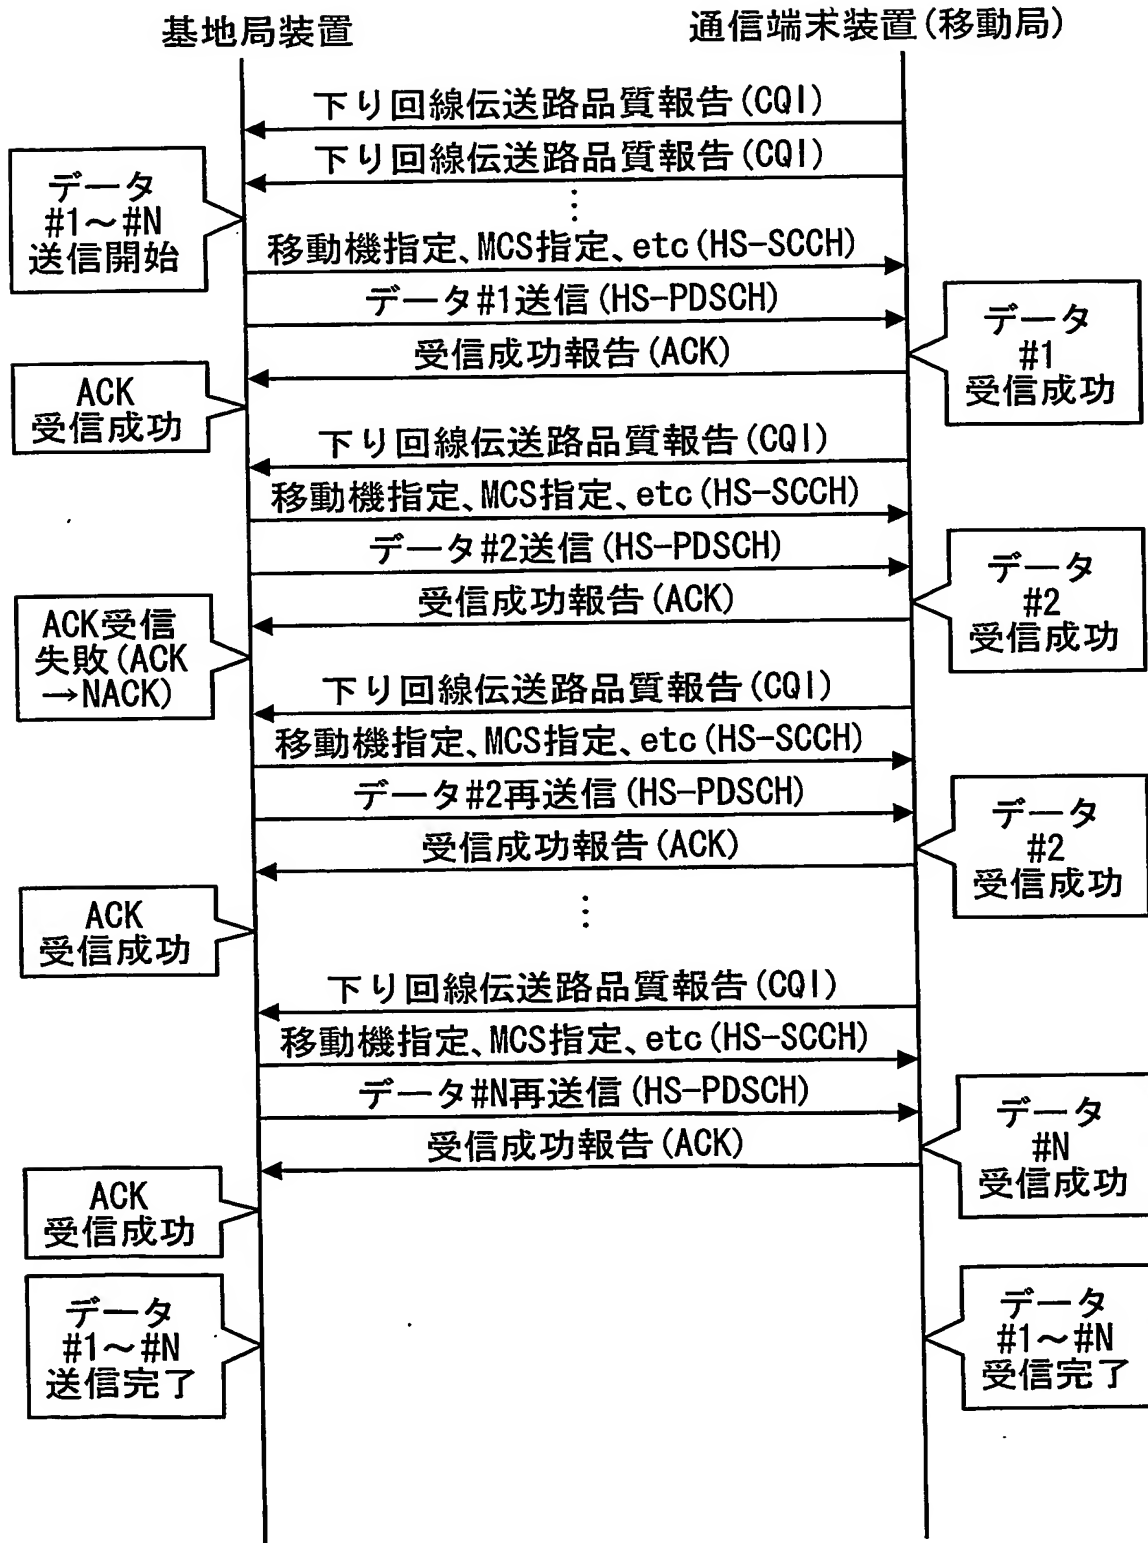 基地局装置
通信端末装置(移動局)
下り回線伝送路品質報告(CQI)
下り回線伝送路品質報告(CQI)
⋮
データ
#1～#N
送信開始
移動機指定、MCS指定、etc(HS-SCCH)
データ#1送信(HS-PDSCH)
データ
#1
受信成功
受信成功報告(ACK)
ACK
受信成功
下り回線伝送路品質報告(CQI)
移動機指定、MCS指定、etc(HS-SCCH)
データ#2送信(HS-PDSCH)
データ
#2
受信成功
受信成功報告(ACK)
ACK受信
失敗(ACK
→NACK)
下り回線伝送路品質報告(CQI)
移動機指定、MCS指定、etc(HS-SCCH)
データ#2再送信(HS-PDSCH)
データ
#2
受信成功
受信成功報告(ACK)
⋮
ACK
受信成功
下り回線伝送路品質報告(CQI)
移動機指定、MCS指定、etc(HS-SCCH)
データ#N再送信(HS-PDSCH)
データ
#N
受信成功
受信成功報告(ACK)
ACK
受信成功
データ
#1～#N
送信完了
データ
#1～#N
受信完了